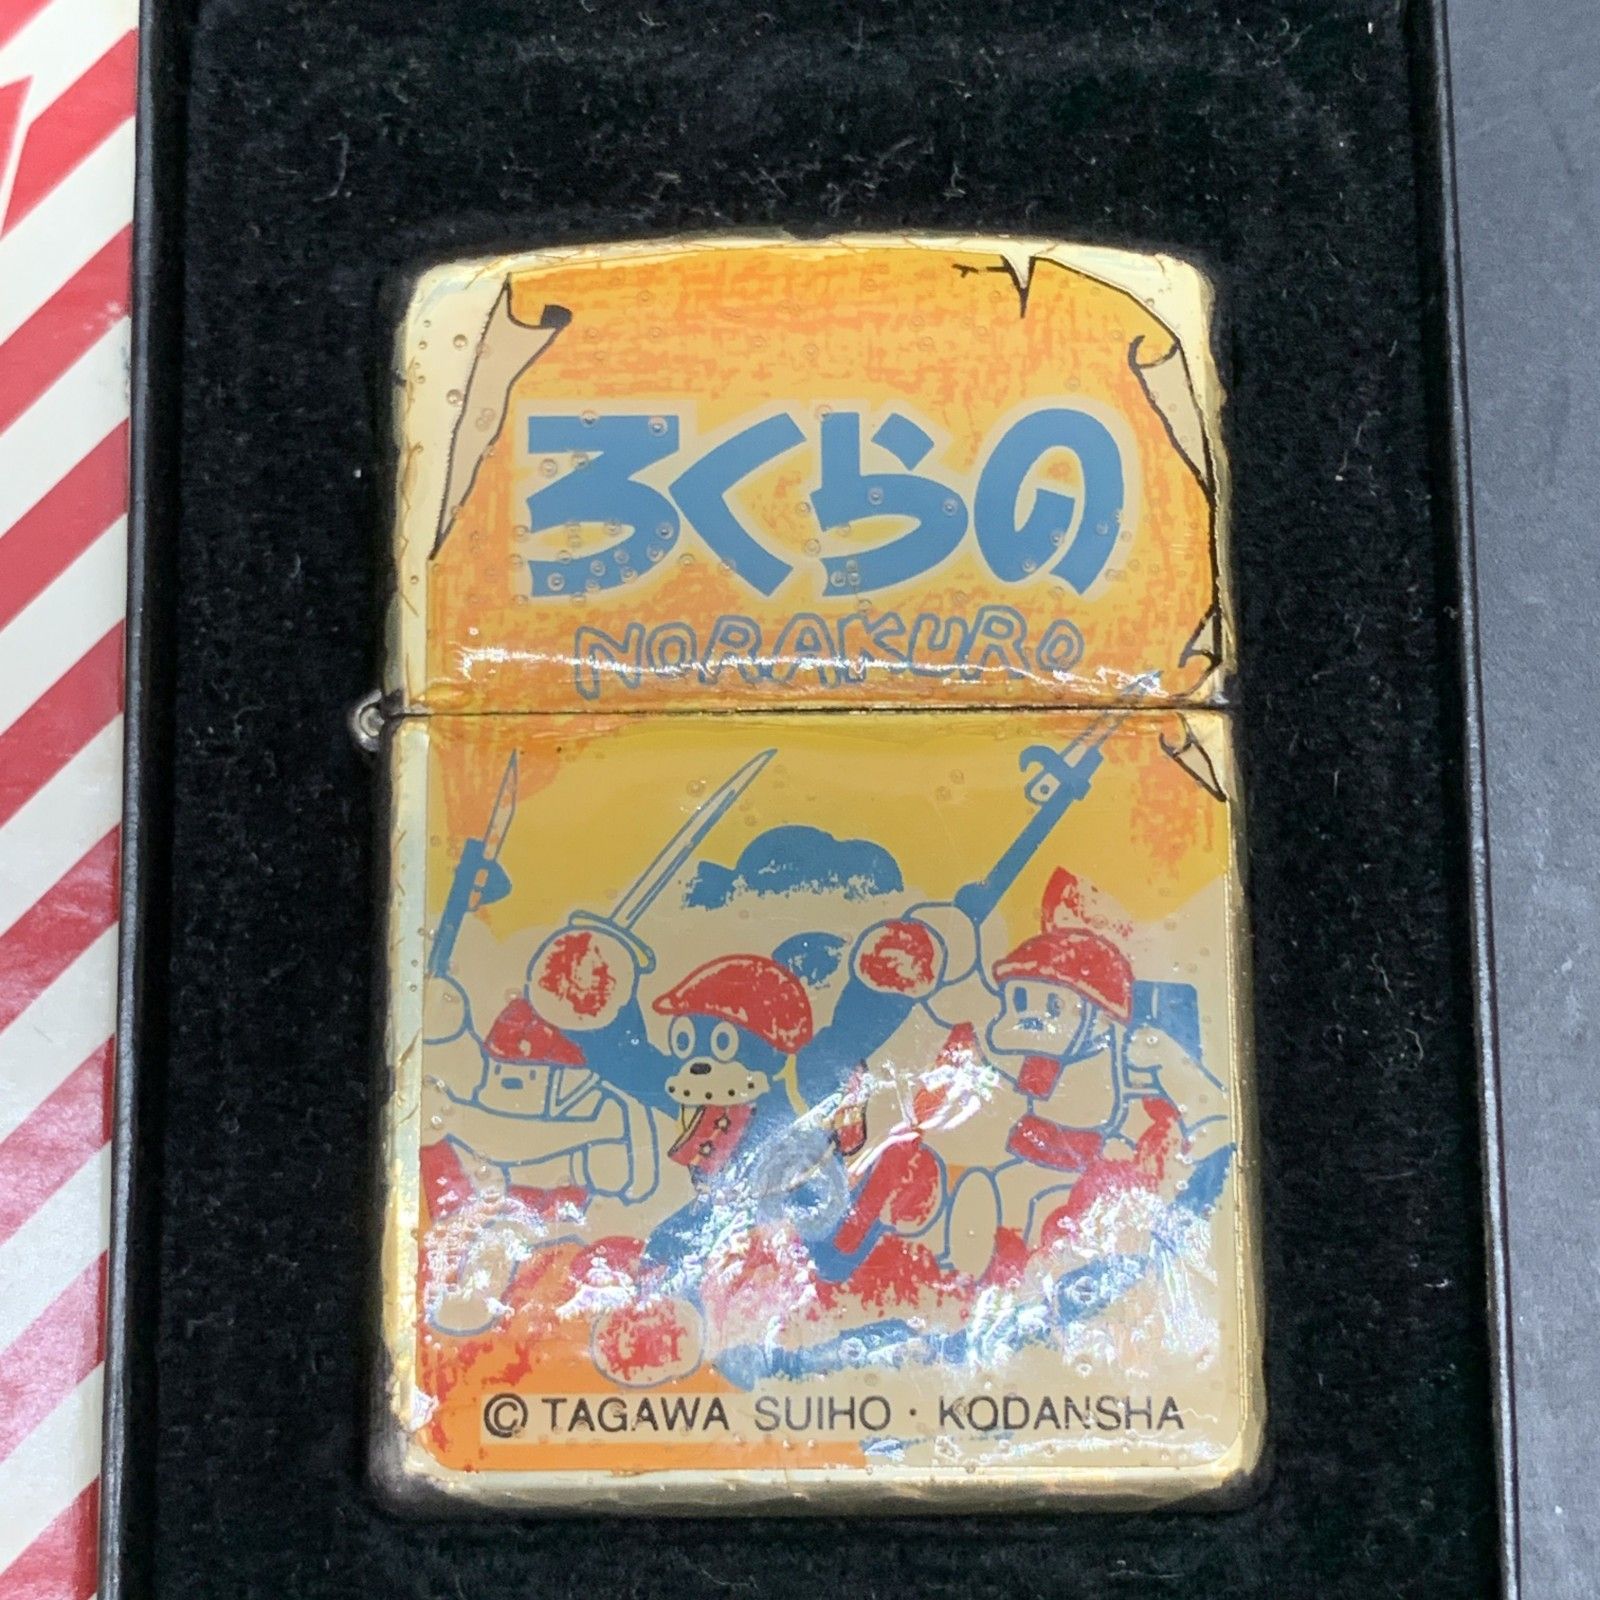 ろくらの
NORAKURO
© TAGAWA SUIHO・KODANSHA